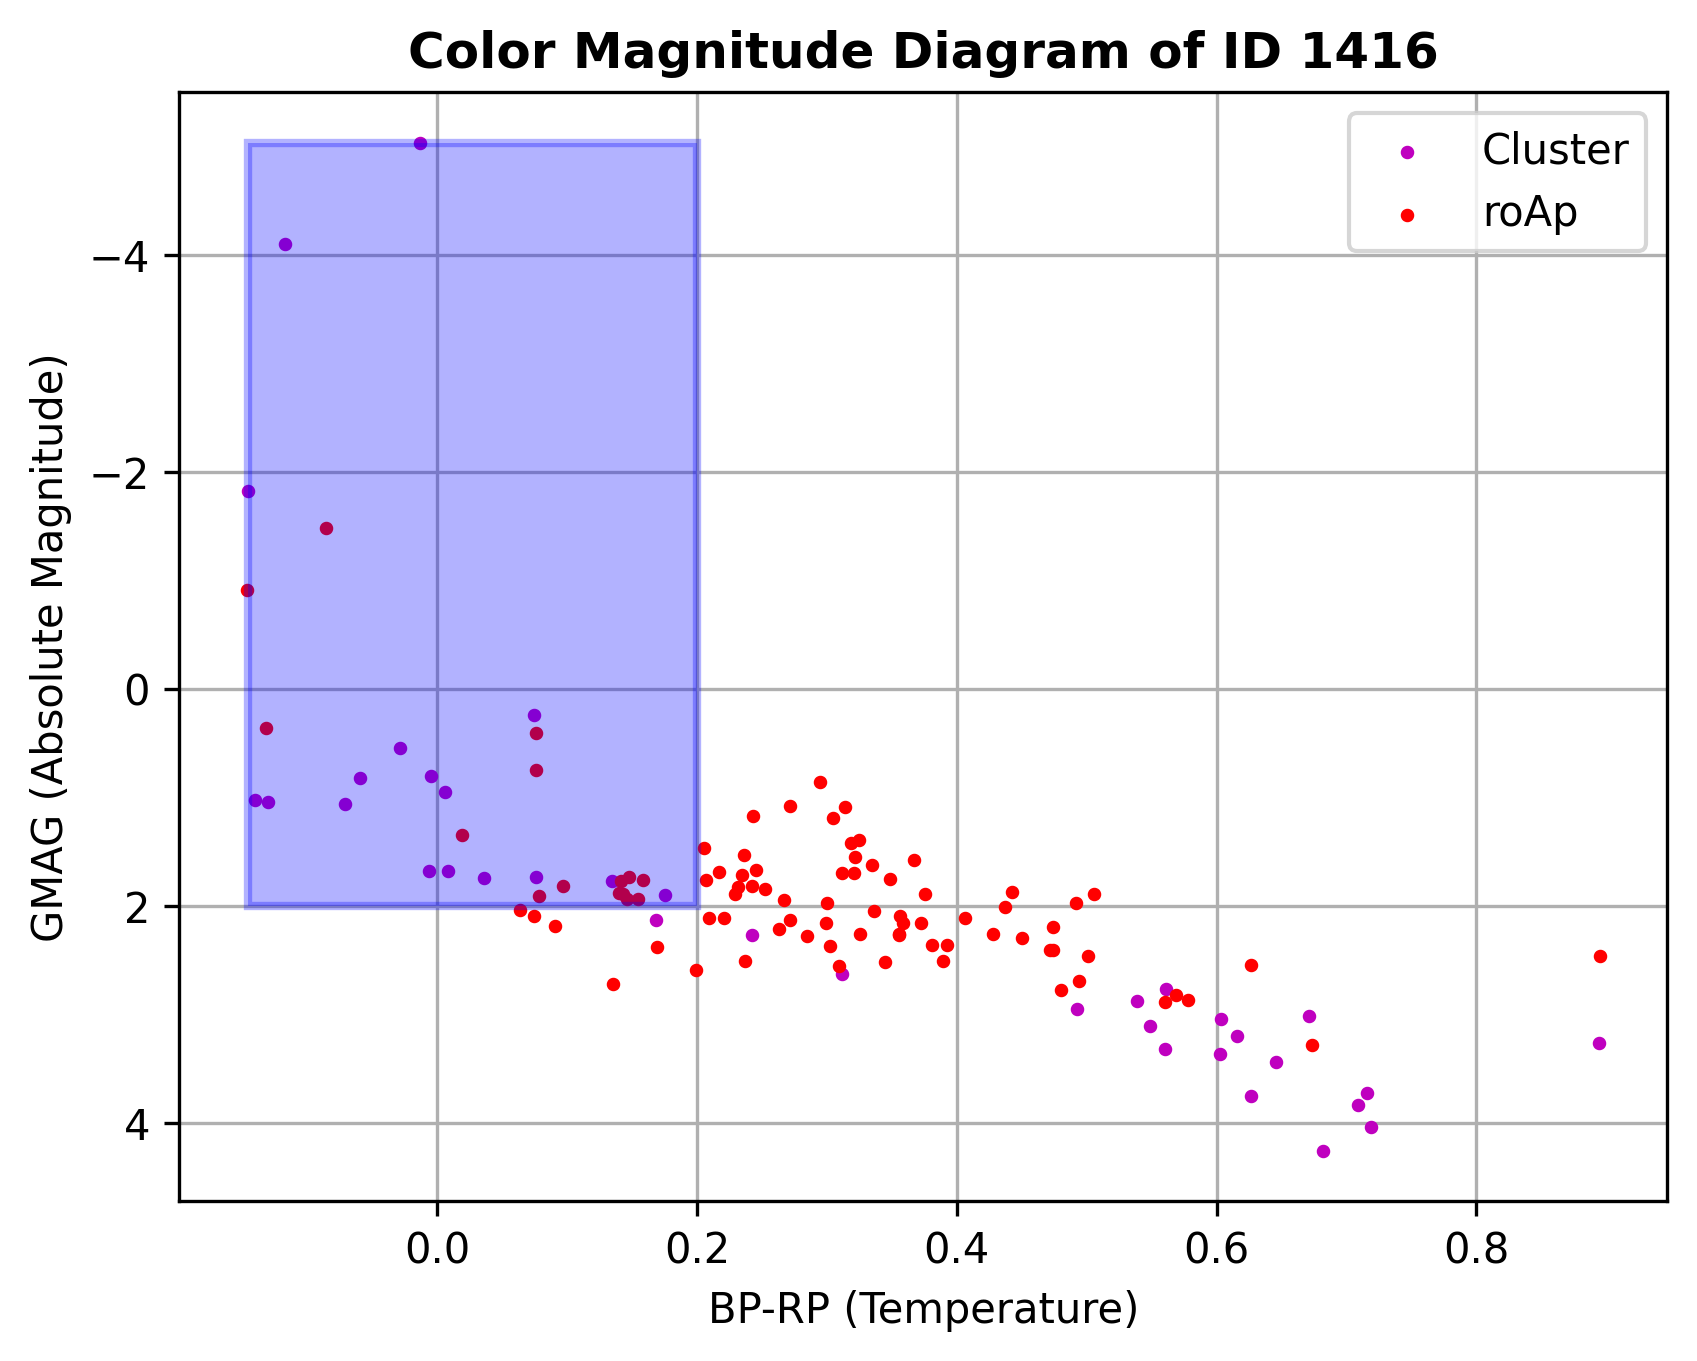 Color Magnitude Diagram of ID 1416
Cluster
roAp
GMAG (Absolute Magnitude)
−4
−2
0
2
4
0.0 0.2 0.4 0.6 0.8
BP-RP (Temperature)